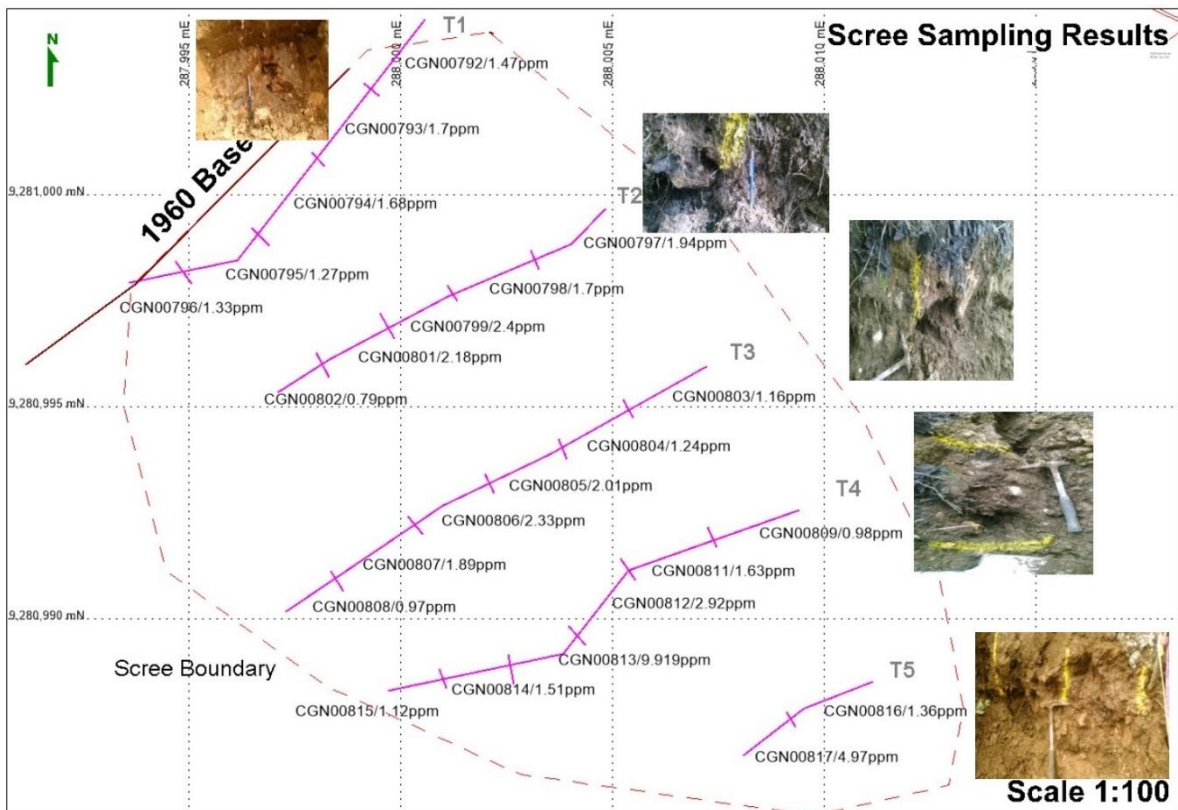 Scree Sampling Results
N
287,995 mE
288,000 mE
288,005 mE
288,010 mE
T1
CGN00792/1.47ppm
CGN00793/1.7ppm
CGN00794/1.68ppm
CGN00795/1.27ppm
CGN00796/1.33ppm
1960 Base
9,281,000 mN
T2
CGN00797/1.94ppm
CGN00798/1.7ppm
CGN00799/2.4ppm
CGN00801/2.18ppm
CGN00802/0.79ppm
T3
9,280,995 mN
CGN00803/1.16ppm
CGN00804/1.24ppm
CGN00805/2.01ppm
CGN00806/2.33ppm
CGN00807/1.89ppm
CGN00808/0.97ppm
T4
CGN00809/0.98ppm
CGN00811/1.63ppm
CGN00812/2.92ppm
9,280,990 mN
CGN00813/9.919ppm
CGN00814/1.51ppm
CGN00815/1.12ppm
Scree Boundary
T5
CGN00816/1.36ppm
CGN00817/4.97ppm
Scale 1:100